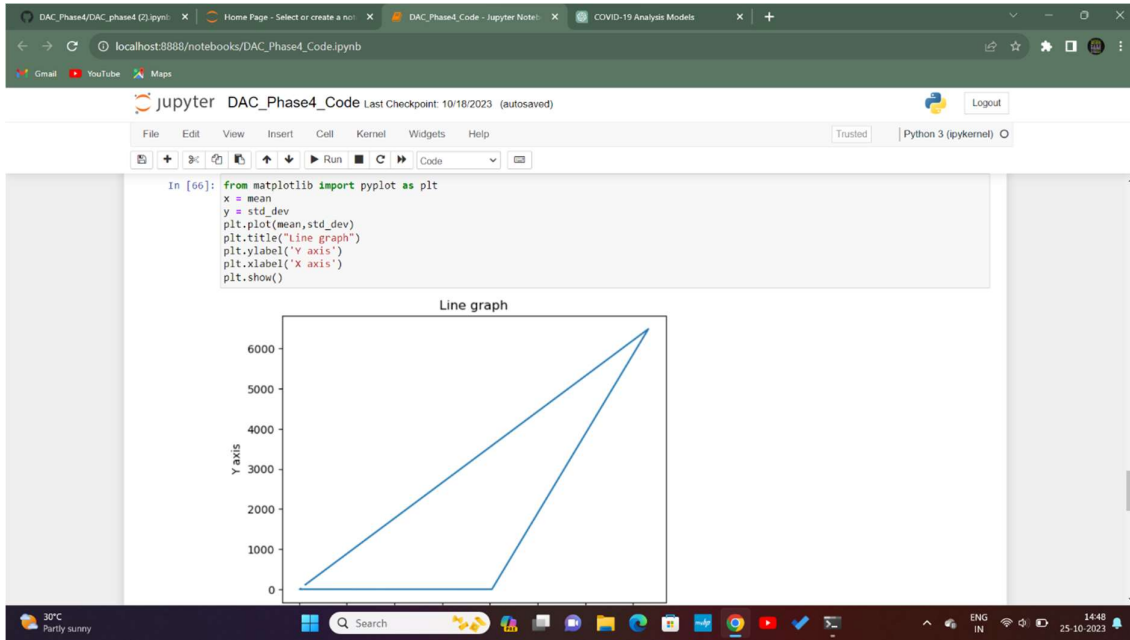 DAC_Phase4/DAC_phase4 (2).ipynb
Home Page - Select or create a not
DAC_Phase4_Code - Jupyter Noteb
COVID-19 Analysis Models
localhost:8888/notebooks/DAC_Phase4_Code.ipynb
Gmail YouTube Maps
jupyter DAC_Phase4_Code Last Checkpoint: 10/18/2023 (autosaved)
Logout
File Edit View Insert Cell Kernel Widgets Help
Trusted Python 3 (ipykernel)
Run Code
In [66]: from matplotlib import pyplot as plt
x = mean
y = std_dev
plt.plot(mean,std_dev)
plt.title("Line graph")
plt.ylabel('Y axis')
plt.xlabel('X axis')
plt.show()
Line graph
6000
5000
4000
Y axis
3000
2000
1000
0
30°C
Partly sunny
Search
ENG
IN
14:48
25-10-2023